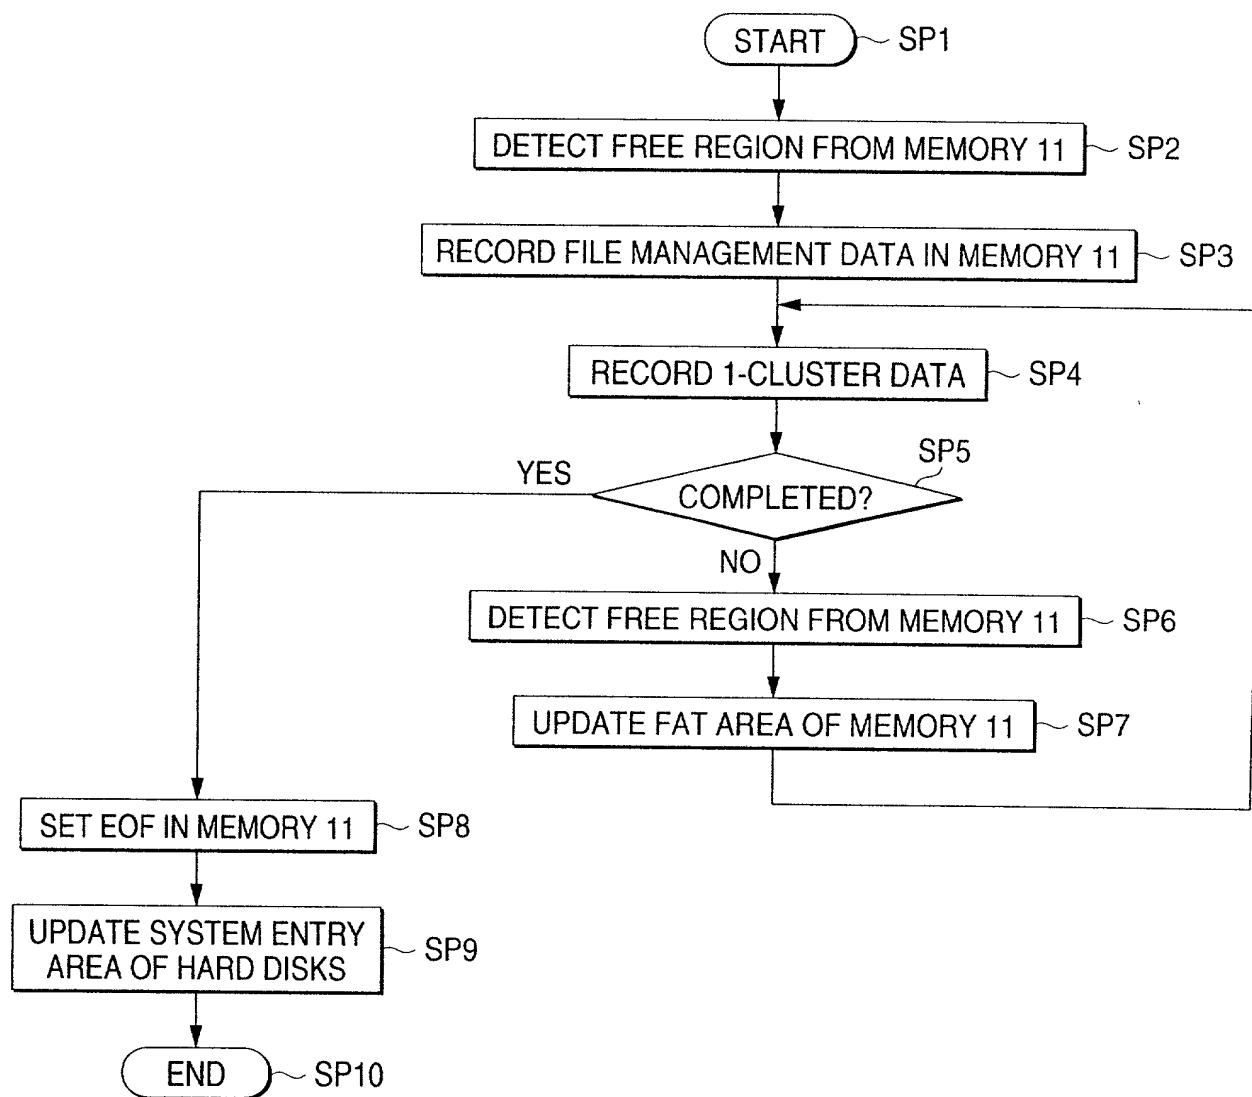 START SP1
DETECT FREE REGION FROM MEMORY 11 SP2
RECORD FILE MANAGEMENT DATA IN MEMORY 11 SP3
RECORD 1-CLUSTER DATA SP4
SP5
YES
COMPLETED?
NO
DETECT FREE REGION FROM MEMORY 11 SP6
UPDATE FAT AREA OF MEMORY 11 SP7
SET EOF IN MEMORY 11 SP8
UPDATE SYSTEM ENTRY
AREA OF HARD DISKS SP9
END SP10